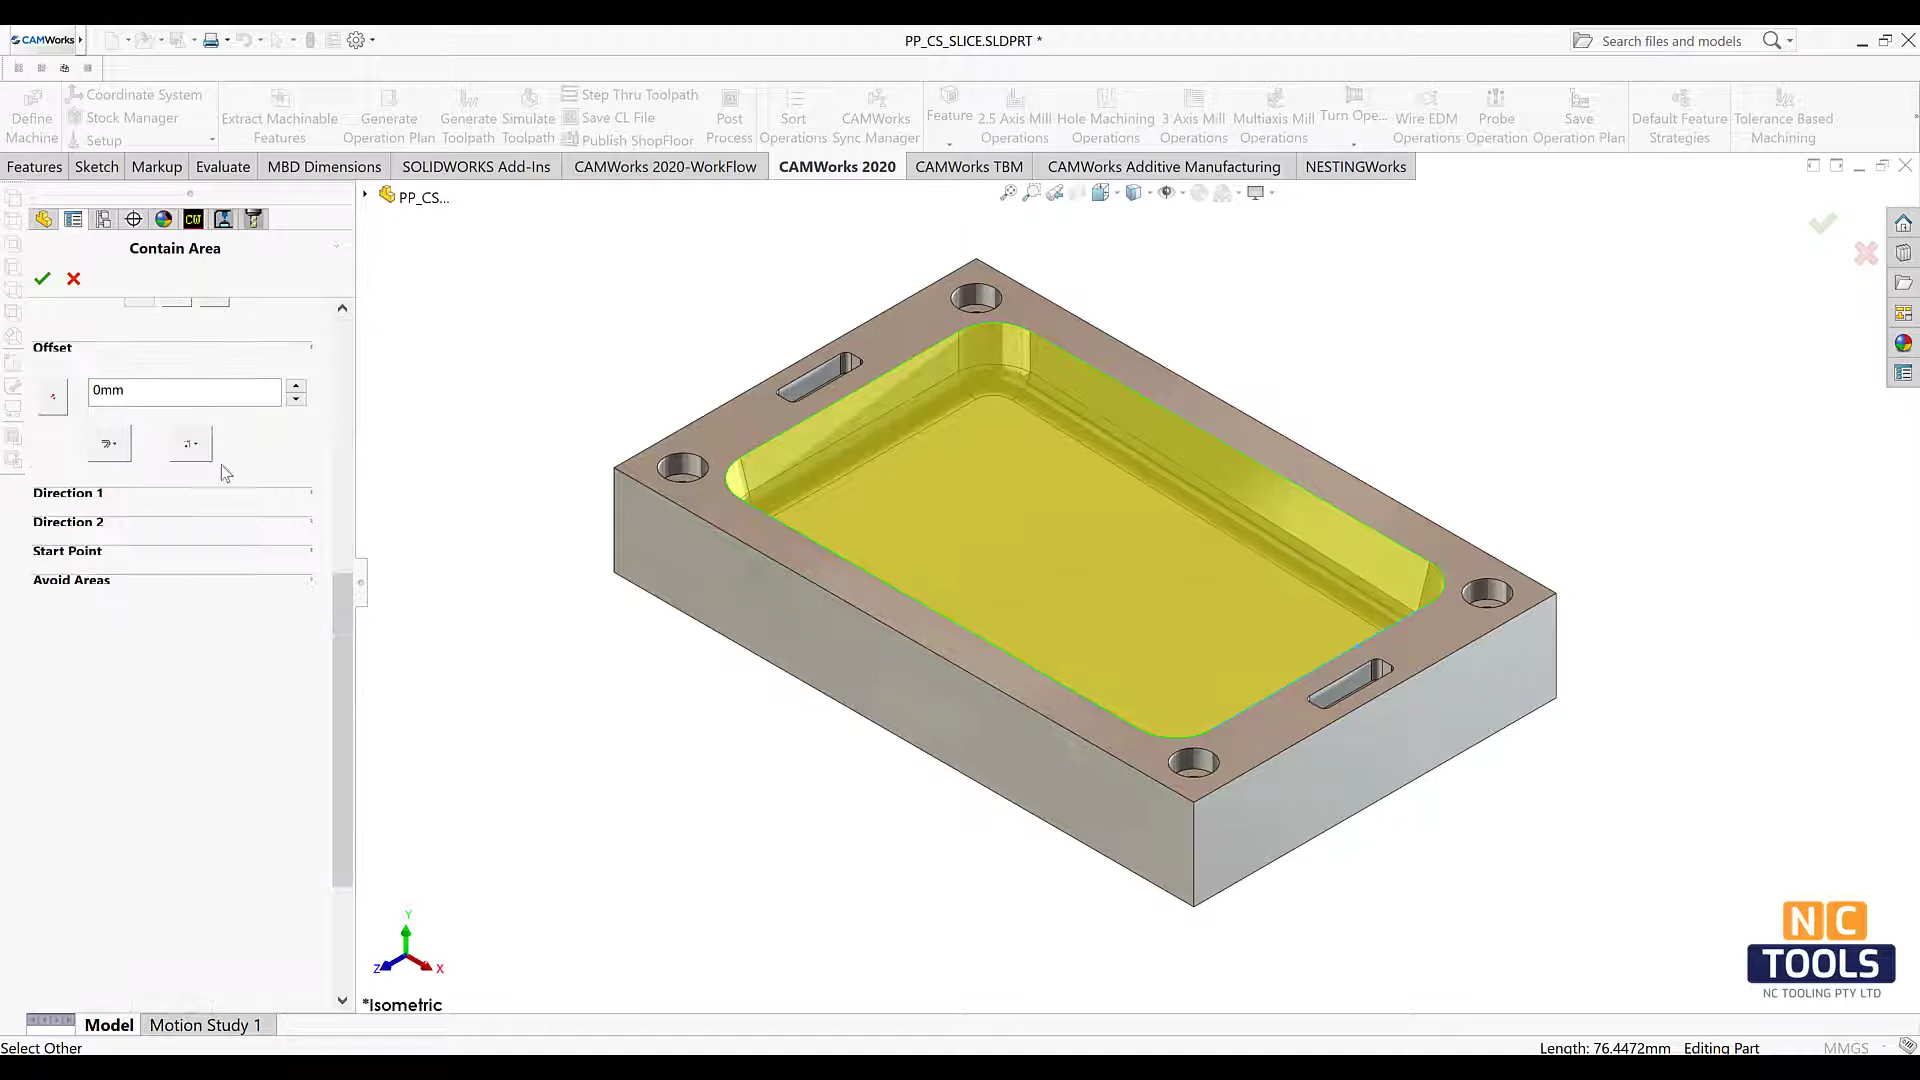 CAMWorks
PP_CS_SLICE.SLDPRT *
Search files and models
Define Machine
Coordinate System
Stock Manager
Setup
Extract Machinable Features
Generate Operation Plan
Generate Toolpath
Simulate Toolpath
Step Thru Toolpath
Save CL File
Publish ShopFloor
Post Process
Sort Operations
CAMWorks Sync Manager
Feature
2.5 Axis Mill Operations
Hole Machining Operations
3 Axis Mill Operations
Multiaxis Mill Operations
Turn Ope...
Wire EDM Operations
Probe Operation
Save Operation Plan
Default Feature Strategies
Tolerance Based Machining
Features Sketch Markup Evaluate MBD Dimensions SOLIDWORKS Add-Ins CAMWorks 2020-WorkFlow CAMWorks 2020 CAMWorks TBM CAMWorks Additive Manufacturing NESTINGWorks
PP_CS...
CW
Contain Area
Offset
0mm
Direction 1
Direction 2
Start Point
Avoid Areas
Y
Z
X
*Isometric
NC
TOOLS
NC TOOLING PTY LTD
Model Motion Study 1
Select Other
Length: 76.4472mm Editing Part MMGS